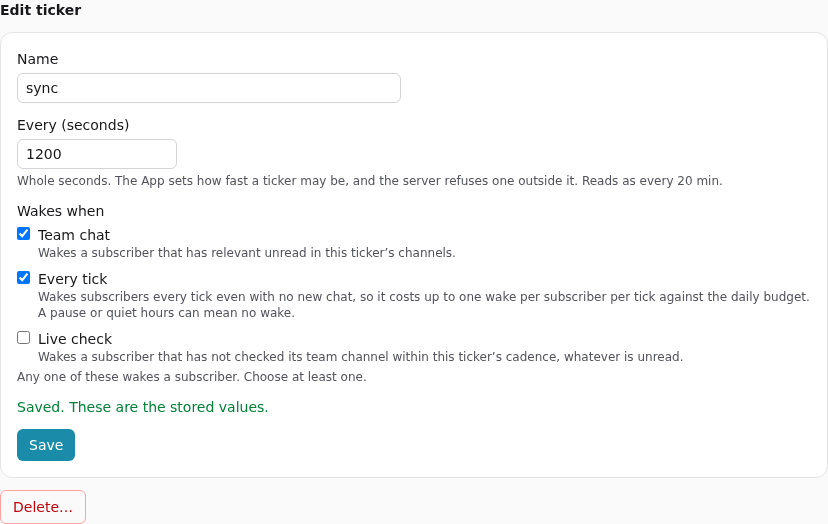 Edit ticker
Name
sync
Every (seconds)
1200
Whole seconds. The App sets how fast a ticker may be, and the server refuses one outside it. Reads as every 20 min.
Wakes when
Team chat
Wakes a subscriber that has relevant unread in this ticker’s channels.
Every tick
Wakes subscribers every tick even with no new chat, so it costs up to one wake per subscriber per tick against the daily budget.
A pause or quiet hours can mean no wake.
Live check
Wakes a subscriber that has not checked its team channel within this ticker’s cadence, whatever is unread.
Any one of these wakes a subscriber. Choose at least one.
Saved. These are the stored values.
Save
Delete…